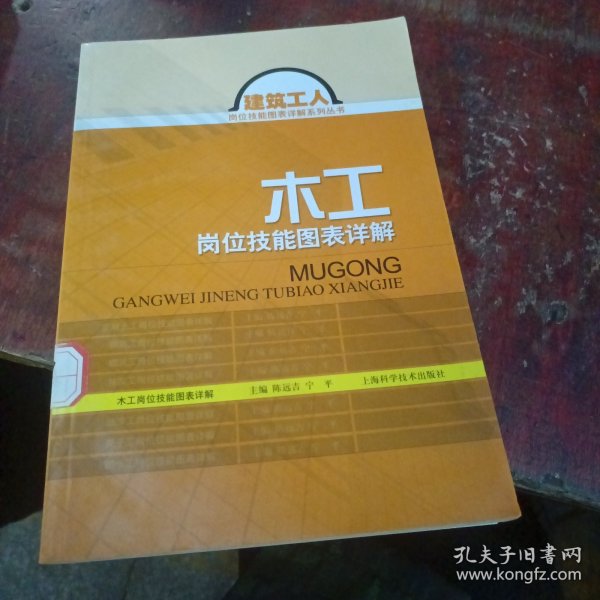 建筑工人
岗位技能图表详解系列丛书
木工
岗位技能图表详解
MUGONG
GANGWEI JINENG TUBIAO XIANGJIE
木工岗位技能图表详解 主编 陈远吉 宁 平 上海科学技术出版社
孔夫子旧書网
www.kongfz.com